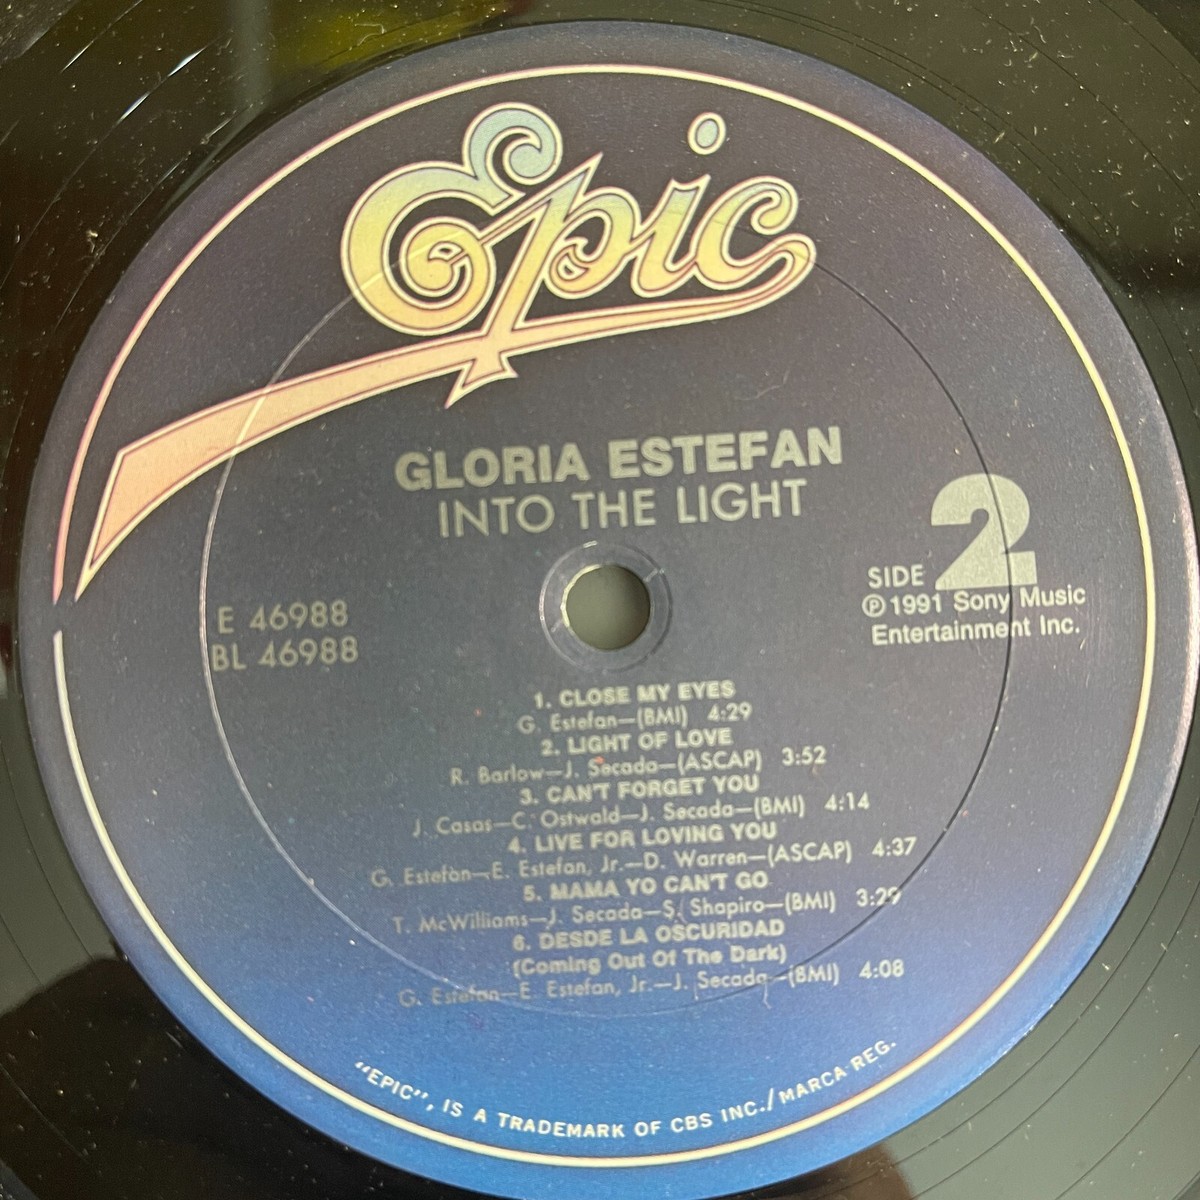 Epic
GLORIA ESTEFAN
INTO THE LIGHT
SIDE 2
℗ 1991 Sony Music
Entertainment Inc.
E 46988
BL 46988
1. CLOSE MY EYES
G. Estefan—(BMI) 4:29
2. LIGHT OF LOVE
R. Barlow—J. Secada—(ASCAP) 3:52
3. CAN'T FORGET YOU
J. Casas—C. Ostwald—J. Secada—(BMI) 4:14
4. LIVE FOR LOVING YOU
G. Estefan—E. Estefan, Jr.—D. Warren—(ASCAP) 4:37
5. MAMA YO CAN'T GO
T. McWilliams—J. Secada—S. Shapiro—(BMI) 3:29
6. DESDE LA OSCURIDAD
(Coming Out Of The Dark)
G. Estefan—E. Estefan, Jr.—J. Secada—(BMI) 4:08
"EPIC", IS A TRADEMARK OF CBS INC./MARCA REG.